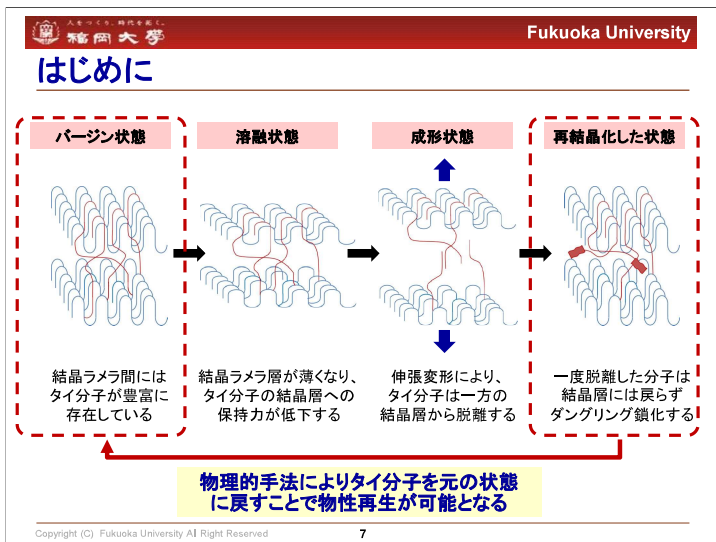 人をつくり、時代を拓く。
福岡大學
Fukuoka University
はじめに
バージン状態
溶融状態
成形状態
再結晶化した状態
結晶ラメラ間には
タイ分子が豊富に
存在している
結晶ラメラ層が薄くなり、
タイ分子の結晶層への
保持力が低下する
伸張変形により、
タイ分子は一方の
結晶層から脱離する
一度脱離した分子は
結晶層には戻らず
ダングリング鎖化する
物理的手法によりタイ分子を元の状態
に戻すことで物性再生が可能となる
Copyright (C) Fukuoka University All Right Reserved
7